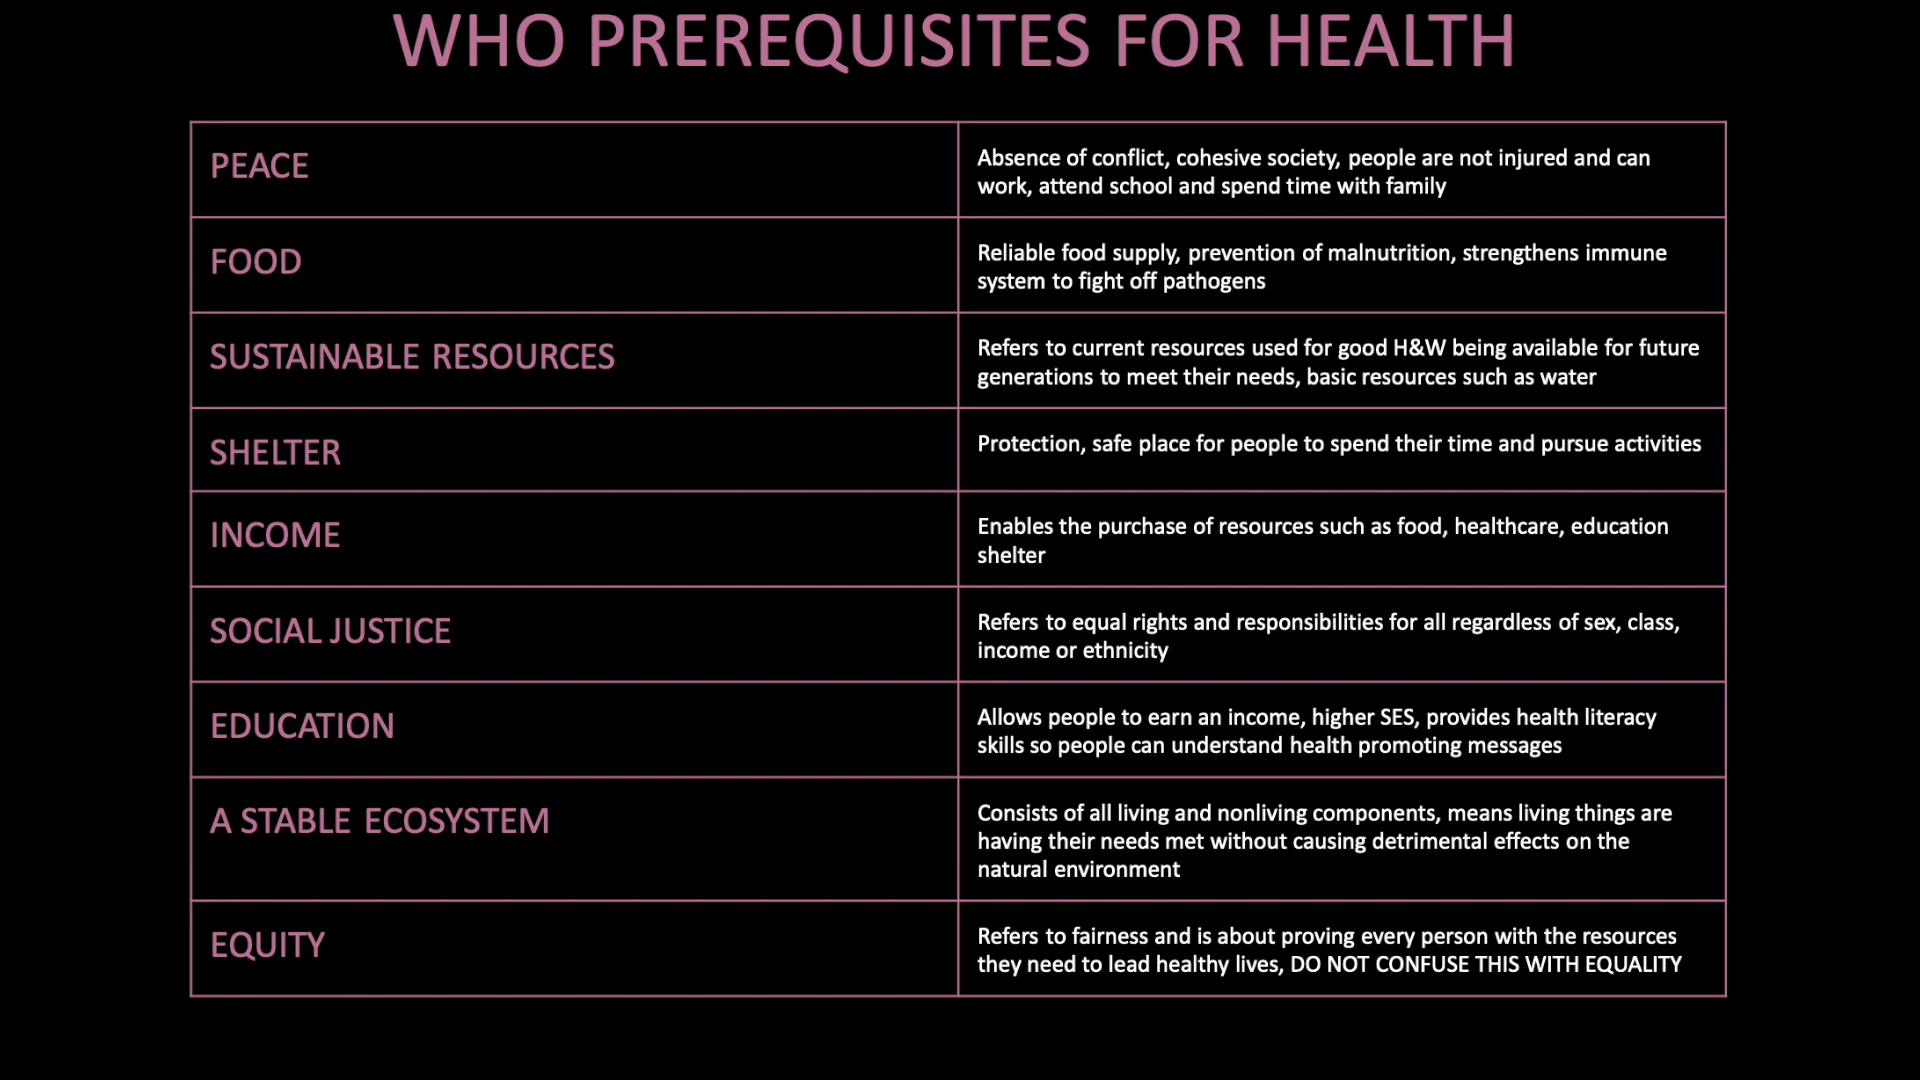 WHO PREREQUISITES FOR HEALTH
PEACE
Absence of conflict, cohesive society, people are not injured and can
work, attend school and spend time with family
FOOD
Reliable food supply, prevention of malnutrition, strengthens immune
system to fight off pathogens
SUSTAINABLE RESOURCES
Refers to current resources used for good H&W being available for future
generations to meet their needs, basic resources such as water
SHELTER
Protection, safe place for people to spend their time and pursue activities
INCOME
Enables the purchase of resources such as food, healthcare, education
shelter
SOCIAL JUSTICE
Refers to equal rights and responsibilities for all regardless of sex, class,
income or ethnicity
EDUCATION
Allows people to earn an income, higher SES, provides health literacy
skills so people can understand health promoting messages
A STABLE ECOSYSTEM
Consists of all living and nonliving components, means living things are
having their needs met without causing detrimental effects on the
natural environment
EQUITY
Refers to fairness and is about proving every person with the resources
they need to lead healthy lives, DO NOT CONFUSE THIS WITH EQUALITY